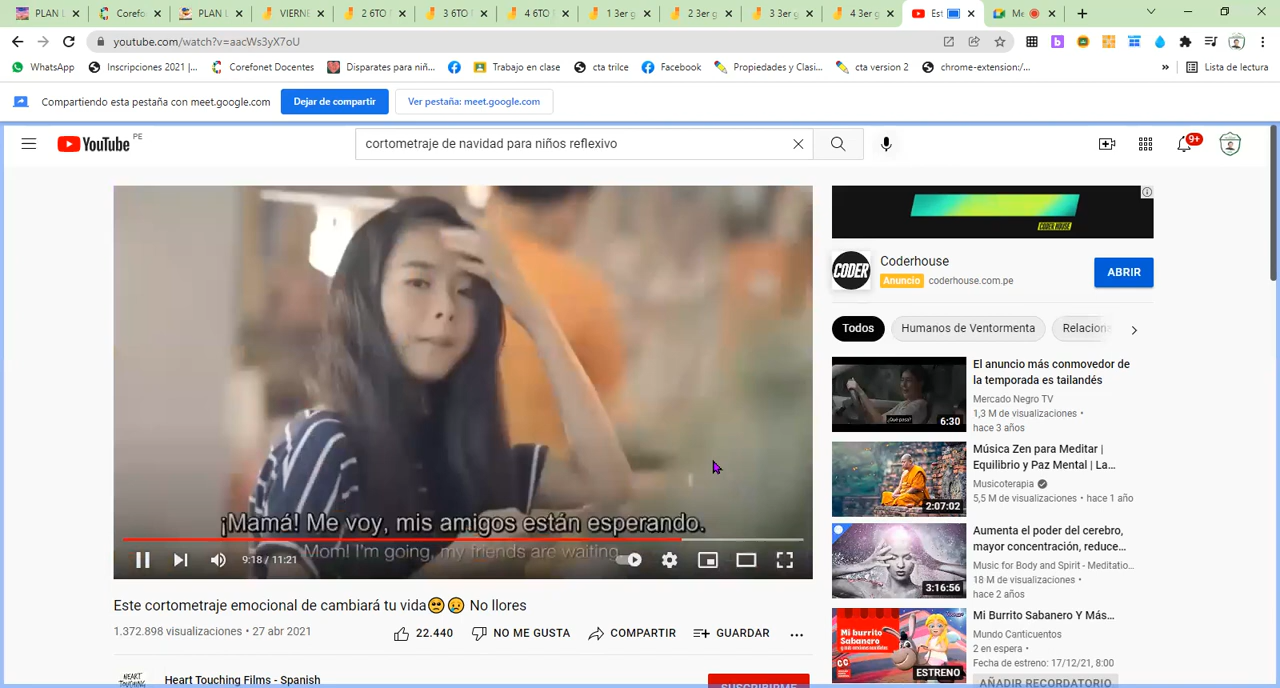 PLAN L
Corefo
PLAN L
VIERNE
2 6TO
3 6TO
4 6TO
1 3er g
2 3er g
3 3er g
4 3er g
Est
Me
youtube.com/watch?v=aacWs3yX7oU
WhatsApp
Inscripciones 2021 |...
Corefonet Docentes
Disparates para niñ...
Trabajo en clase
cta trilce
Facebook
Propiedades y Clasi...
cta version 2
chrome-extension:/...
»
Lista de lectura
Compartiendo esta pestaña con meet.google.com
Dejar de compartir
Ver pestaña: meet.google.com
YouTube PE
cortometraje de navidad para niños reflexivo
9+
CODER HOUSE
CODER
Coderhouse
Anuncio coderhouse.com.pe
ABRIR
Todos
Humanos de Ventormenta
Relacion
¡Mamá! Me voy, mis amigos están esperando.
Mom! I'm going, my friends are waiting.
9:18 / 11:21
Este cortometraje emocional de cambiará tu vida🥺😥 No llores
1.372.898 visualizaciones • 27 abr 2021
22.440
NO ME GUSTA
COMPARTIR
GUARDAR
HEART TOUCHING
Heart Touching Films - Spanish
SUSCRIBIRME
El anuncio más conmovedor de
la temporada es tailandés
Mercado Negro TV
1,3 M de visualizaciones •
hace 3 años
6:30
Música Zen para Meditar |
Equilibrio y Paz Mental | La...
Musicoterapia
5,5 M de visualizaciones • hace 1 año
2:07:02
Aumenta el poder del cerebro,
mayor concentración, reduce...
Music for Body and Spirit - Meditatio...
18 M de visualizaciones •
hace 2 años
3:16:56
Mi Burrito Sabanero Y Más...
Mundo Canticuentos
2 en espera •
Fecha de estreno: 17/12/21, 8:00
AÑADIR RECORDATORIO
Mi burrito
Sabanero
ESTRENO